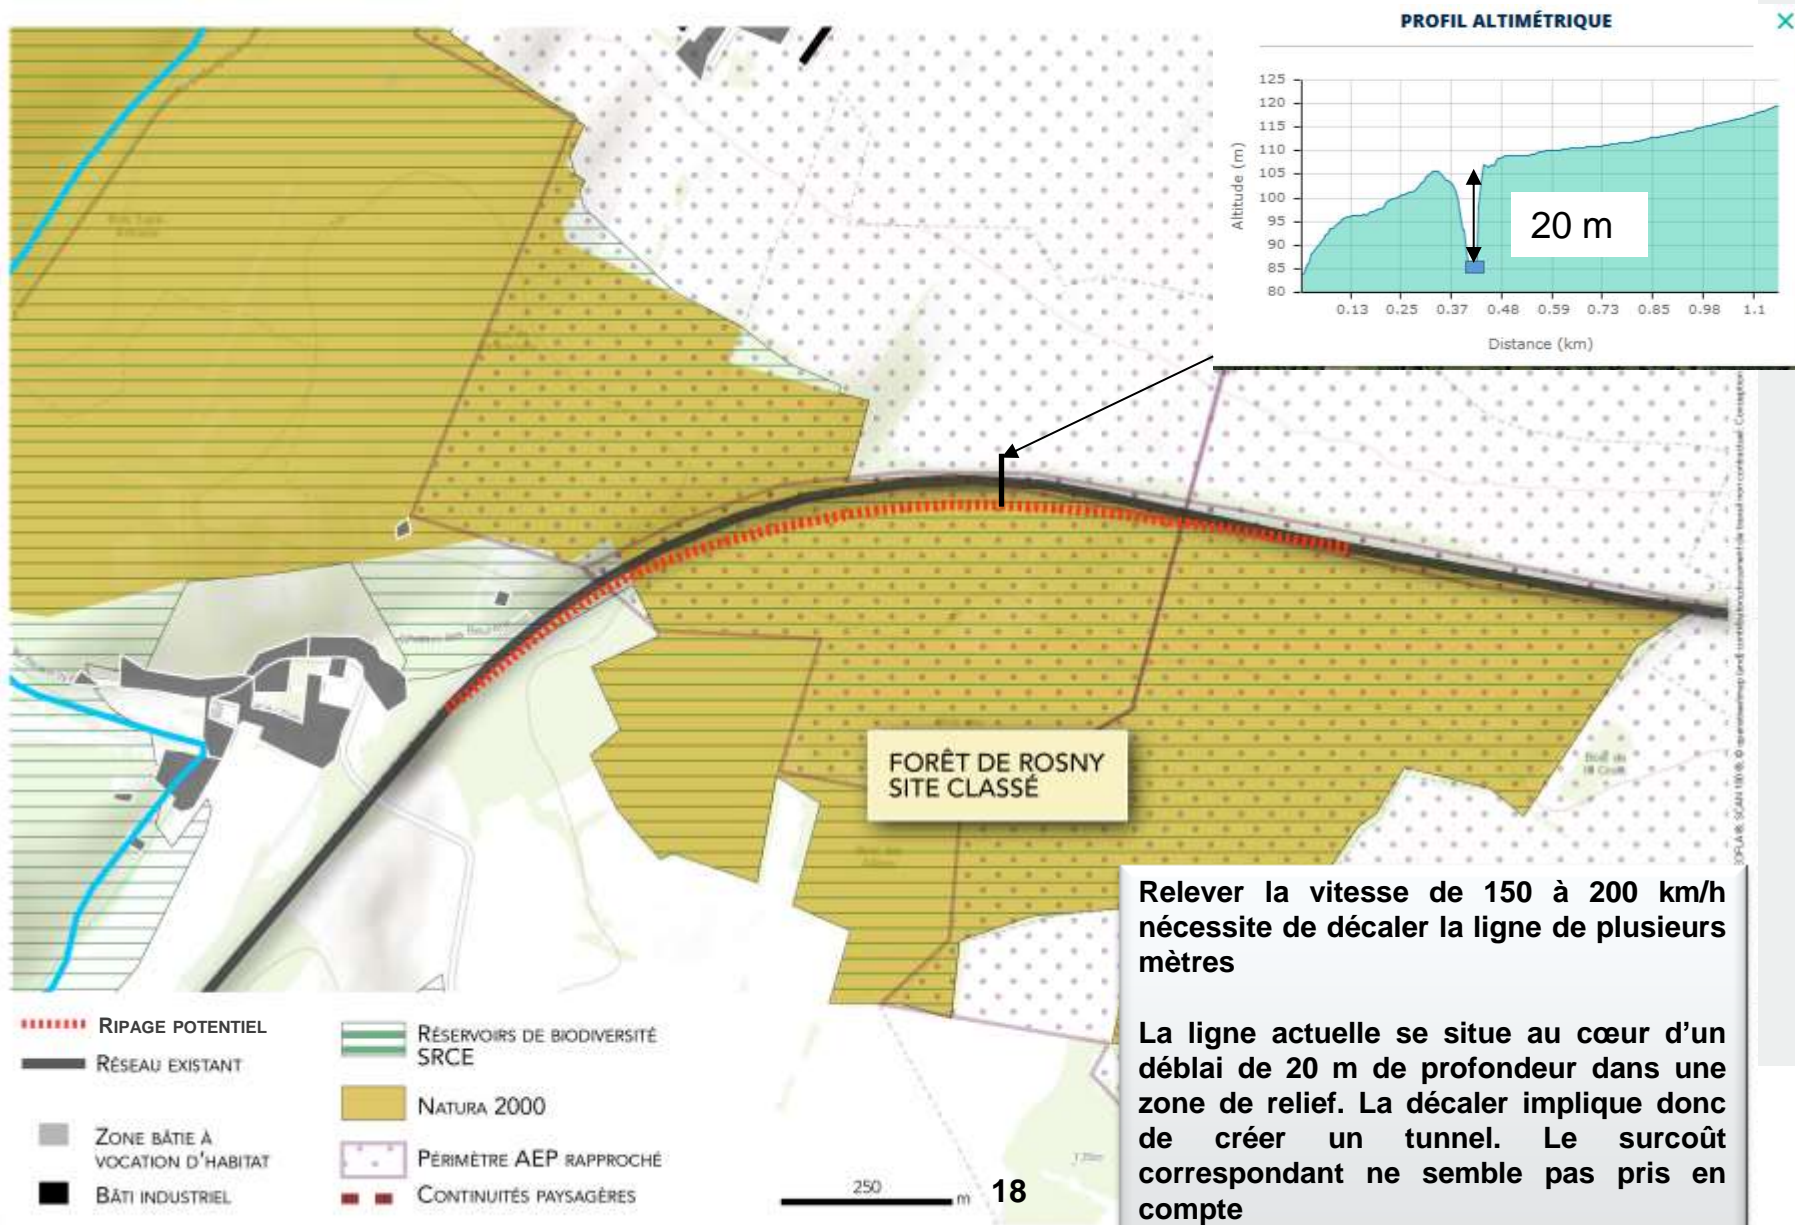 PROFIL ALTIMÉTRIQUE
Altitude (m)
125
120
115
110
105
100
95
90
85
80
20 m
0.13 0.25 0.37 0.48 0.59 0.73 0.85 0.98 1.1
Distance (km)
FORÊT DE ROSNY
SITE CLASSÉ
Relever la vitesse de 150 à 200 km/h
nécessite de décaler la ligne de plusieurs
mètres
La ligne actuelle se situe au cœur d’un
déblai de 20 m de profondeur dans une
zone de relief. La décaler implique donc
de créer un tunnel. Le surcoût
correspondant ne semble pas pris en
compte
RIPAGE POTENTIEL
RÉSEAU EXISTANT
ZONE BÂTIE À
VOCATION D'HABITAT
BÂTI INDUSTRIEL
RÉSERVOIRS DE BIODIVERSITÉ
SRCE
NATURA 2000
PÉRIMÈTRE AEP RAPPROCHÉ
CONTINUITÉS PAYSAGÈRES
250
m
18